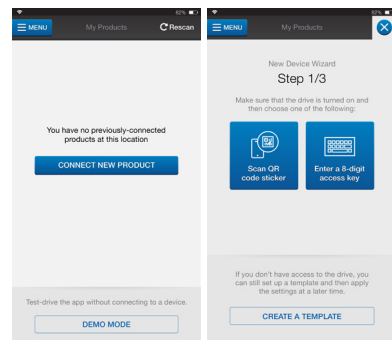 82%
MENU My Products Rescan
You have no previously-connected
products at this location
CONNECT NEW PRODUCT
Test-drive the app without connecting to a device.
DEMO MODE
82%
MENU My Products
New Device Wizard
Step 1/3
Make sure that the drive is turned on and
then choose one of the following:
Scan QR
code sticker
Enter a 8-digit
access key
If you don't have access to the drive, you
can still set up a template and then apply
the settings at a later time.
CREATE A TEMPLATE